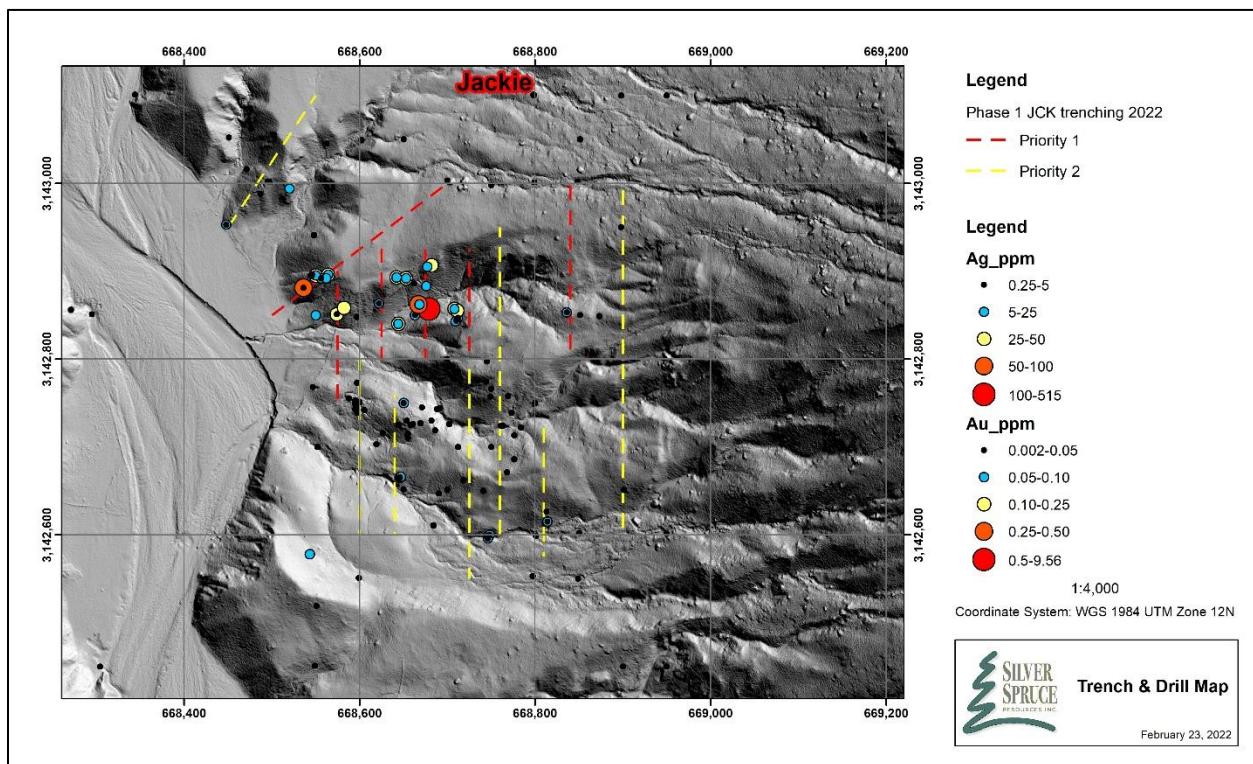 668,400 668,600 668,800 669,000 669,200
Jackie
3,143,000
3,142,800
3,142,600
3,143,000
3,142,800
3,142,600
668,400 668,600 668,800 669,000 669,200
Legend
Phase 1 JCK trenching 2022
Priority 1
Priority 2
Legend
Ag_ppm
0.25-5
5-25
25-50
50-100
100-515
Au_ppm
0.002-0.05
0.05-0.10
0.10-0.25
0.25-0.50
0.5-9.56
1:4,000
Coordinate System: WGS 1984 UTM Zone 12N
SILVER
SPRUCE
RESOURCES INC.
Trench & Drill Map
February 23, 2022